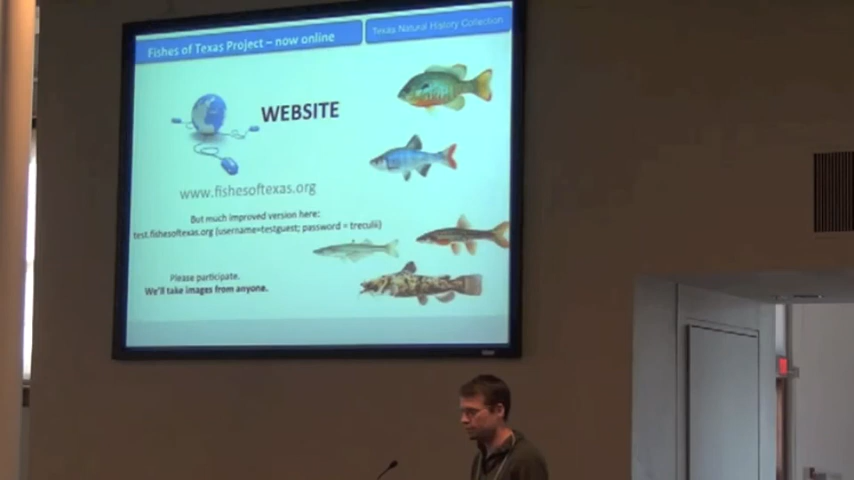 Fishes of Texas Project – now online
Texas Natural History Collection
WEBSITE
www.fishesoftexas.org
But much improved version here:
test.fishesoftexas.org (username=testguest; password = treculii)
Please participate.
We'll take images from anyone.